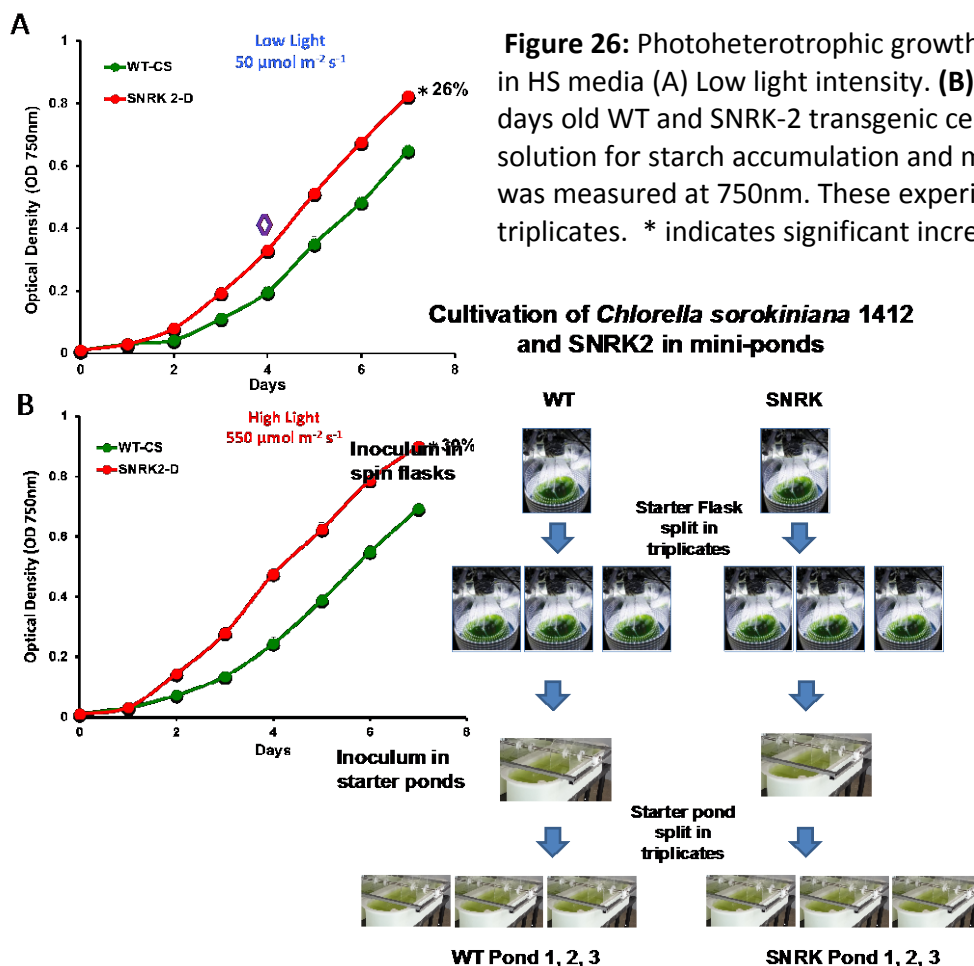 A
Low Light
50 µmol m⁻² s⁻¹
WT-CS
SNRK 2-D
* 26%
Optical Density (OD 750nm)
1
0.8
0.6
0.4
0.2
0
0 2 4 6 8
Days
Figure 26: Photoheterotrophic growth
in HS media (A) Low light intensity. (B)
days old WT and SNRK-2 transgenic ce
solution for starch accumulation and
was measured at 750nm. These experi
triplicates. * indicates significant incre
B
High Light
550 µmol m⁻² s⁻¹
WT-CS
SNRK2-D
Optical Density (OD 750nm)
1
0.8
0.6
0.4
0.2
0
0 2 4 6 8
Days
Cultivation of Chlorella sorokiniana 1412
and SNRK2 in mini-ponds
WT SNRK
Inoculum in
spin flasks
Starter Flask
split in
triplicates
Inoculum in
starter ponds
Starter pond
split in
triplicates
WT Pond 1, 2, 3 SNRK Pond 1, 2, 3